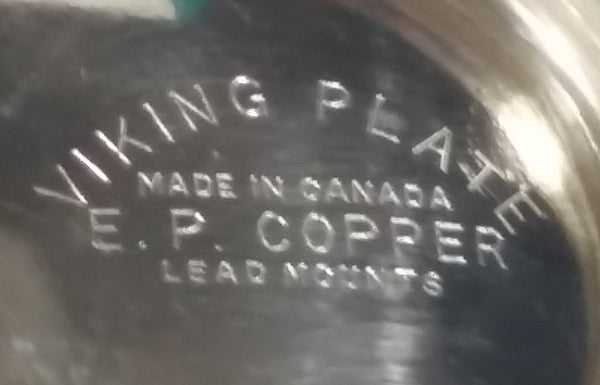 VIKING PLATE
MADE IN CANADA
E. P. COPPER
LEAD MOUNTS